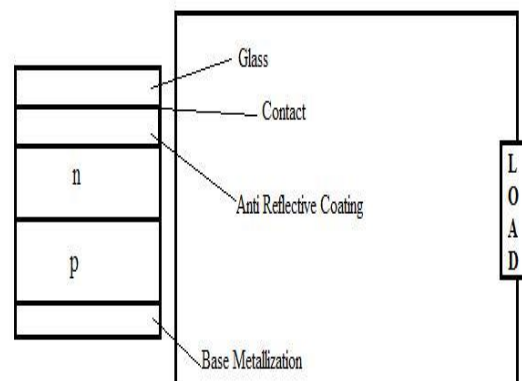 Glass
Contact
n
Anti Reflective Coating
p
Base Metallization
L
O
A
D